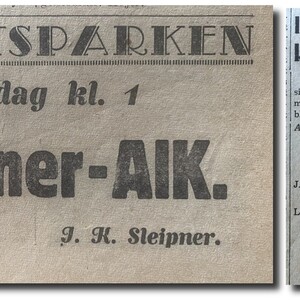 SPARKEN
dag kl. 1
ner-AIK.
I. K. Sleipner.